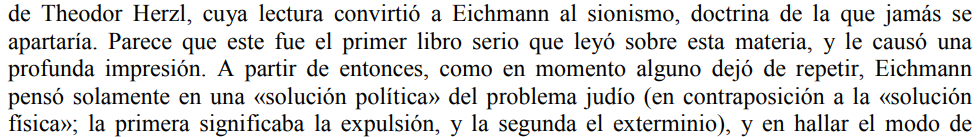 de Theodor Herzl, cuya lectura convirtió a Eichmann al sionismo, doctrina de la que jamás se
apartaría. Parece que este fue el primer libro serio que leyó sobre esta materia, y le causó una
profunda impresión. A partir de entonces, como en momento alguno dejó de repetir, Eichmann
pensó solamente en una «solución política» del problema judío (en contraposición a la «solución
física»; la primera significaba la expulsión, y la segunda el exterminio), y en hallar el modo de